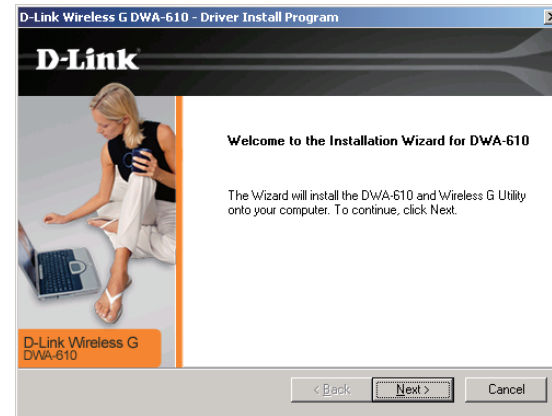 D-Link Wireless G DWA-610 - Driver Install Program
D-Link
Welcome to the Installation Wizard for DWA-610
The Wizard will install the DWA-610 and Wireless G Utility
onto your computer. To continue, click Next.
D-Link Wireless G
DWA-610
< Back
Next >
Cancel